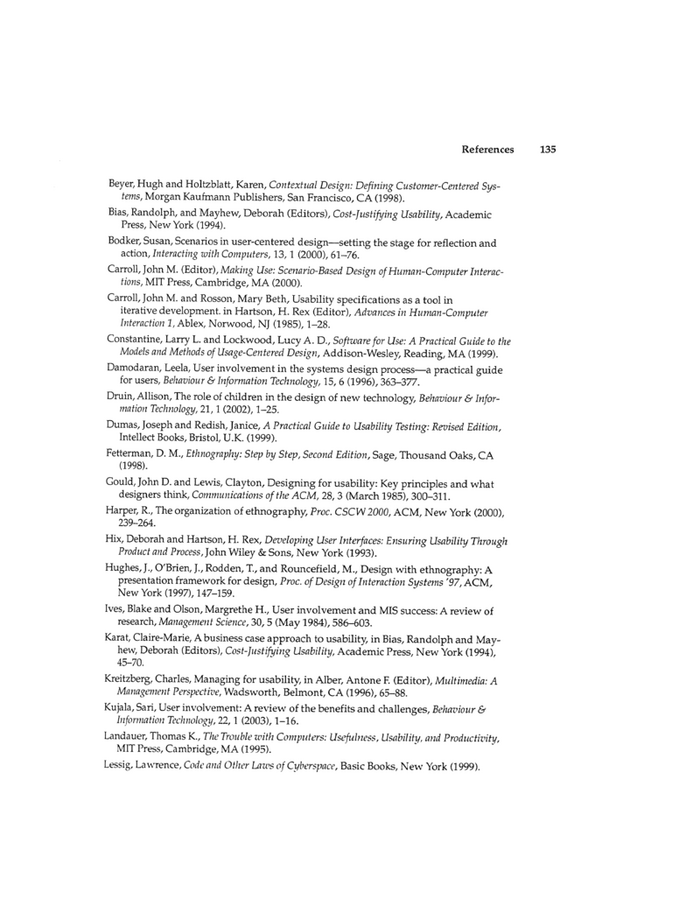 References 135
Beyer, Hugh and Holtzblatt, Karen, Contextual Design: Defining Customer-Centered Sys-
tems, Morgan Kaufmann Publishers, San Francisco, CA (1998).
Bias, Randolph, and Mayhew, Deborah (Editors), Cost-Justifying Usability, Academic
Press, New York (1994).
Bodker, Susan, Scenarios in user-centered design—setting the stage for reflection and
action, Interacting with Computers, 13, 1 (2000), 61–76.
Carroll, John M. (Editor), Making Use: Scenario-Based Design of Human-Computer Interac-
tions, MIT Press, Cambridge, MA (2000).
Carroll, John M. and Rosson, Mary Beth, Usability specifications as a tool in
iterative development. in Hartson, H. Rex (Editor), Advances in Human-Computer
Interaction 1, Ablex, Norwood, NJ (1985), 1–28.
Constantine, Larry L. and Lockwood, Lucy A. D., Software for Use: A Practical Guide to the
Models and Methods of Usage-Centered Design, Addison-Wesley, Reading, MA (1999).
Damodaran, Leela, User involvement in the systems design process—a practical guide
for users, Behaviour & Information Technology, 15, 6 (1996), 363–377.
Druin, Allison, The role of children in the design of new technology, Behaviour & Infor-
mation Technology, 21, 1 (2002), 1–25.
Dumas, Joseph and Redish, Janice, A Practical Guide to Usability Testing: Revised Edition,
Intellect Books, Bristol, U.K. (1999).
Fetterman, D. M., Ethnography: Step by Step, Second Edition, Sage, Thousand Oaks, CA
(1998).
Gould, John D. and Lewis, Clayton, Designing for usability: Key principles and what
designers think, Communications of the ACM, 28, 3 (March 1985), 300–311.
Harper, R., The organization of ethnography, Proc. CSCW 2000, ACM, New York (2000),
239–264.
Hix, Deborah and Hartson, H. Rex, Developing User Interfaces: Ensuring Usability Through
Product and Process, John Wiley & Sons, New York (1993).
Hughes, J., O'Brien, J., Rodden, T., and Rouncefield, M., Design with ethnography: A
presentation framework for design, Proc. of Design of Interaction Systems '97, ACM,
New York (1997), 147–159.
Ives, Blake and Olson, Margrethe H., User involvement and MIS success: A review of
research, Management Science, 30, 5 (May 1984), 586–603.
Karat, Claire-Marie, A business case approach to usability, in Bias, Randolph and May-
hew, Deborah (Editors), Cost-Justifying Usability, Academic Press, New York (1994),
45–70.
Kreitzberg, Charles, Managing for usability, in Alber, Antone F. (Editor), Multimedia: A
Management Perspective, Wadsworth, Belmont, CA (1996), 65–88.
Kujala, Sari, User involvement: A review of the benefits and challenges, Behaviour &
Information Technology, 22, 1 (2003), 1–16.
Landauer, Thomas K., The Trouble with Computers: Usefulness, Usability, and Productivity,
MIT Press, Cambridge, MA (1995).
Lessig, Lawrence, Code and Other Laws of Cyberspace, Basic Books, New York (1999).